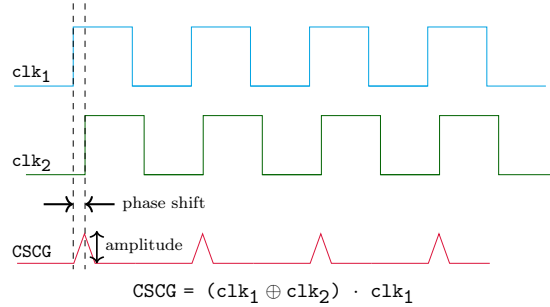 clk₁
clk₂
phase shift
CSCG
amplitude
CSCG = (clk₁ ⊕ clk₂) · clk₁